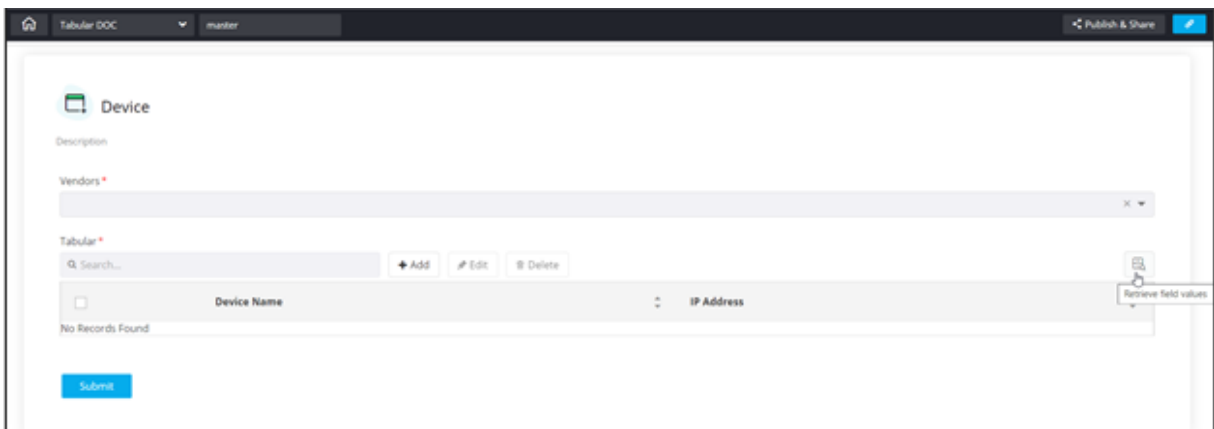 Tabular DOC master Publish & Share
Device
Description
Vendors *
Tabular *
Search... Add Edit Delete
Retrieve field values
Device Name IP Address
No Records Found
Submit